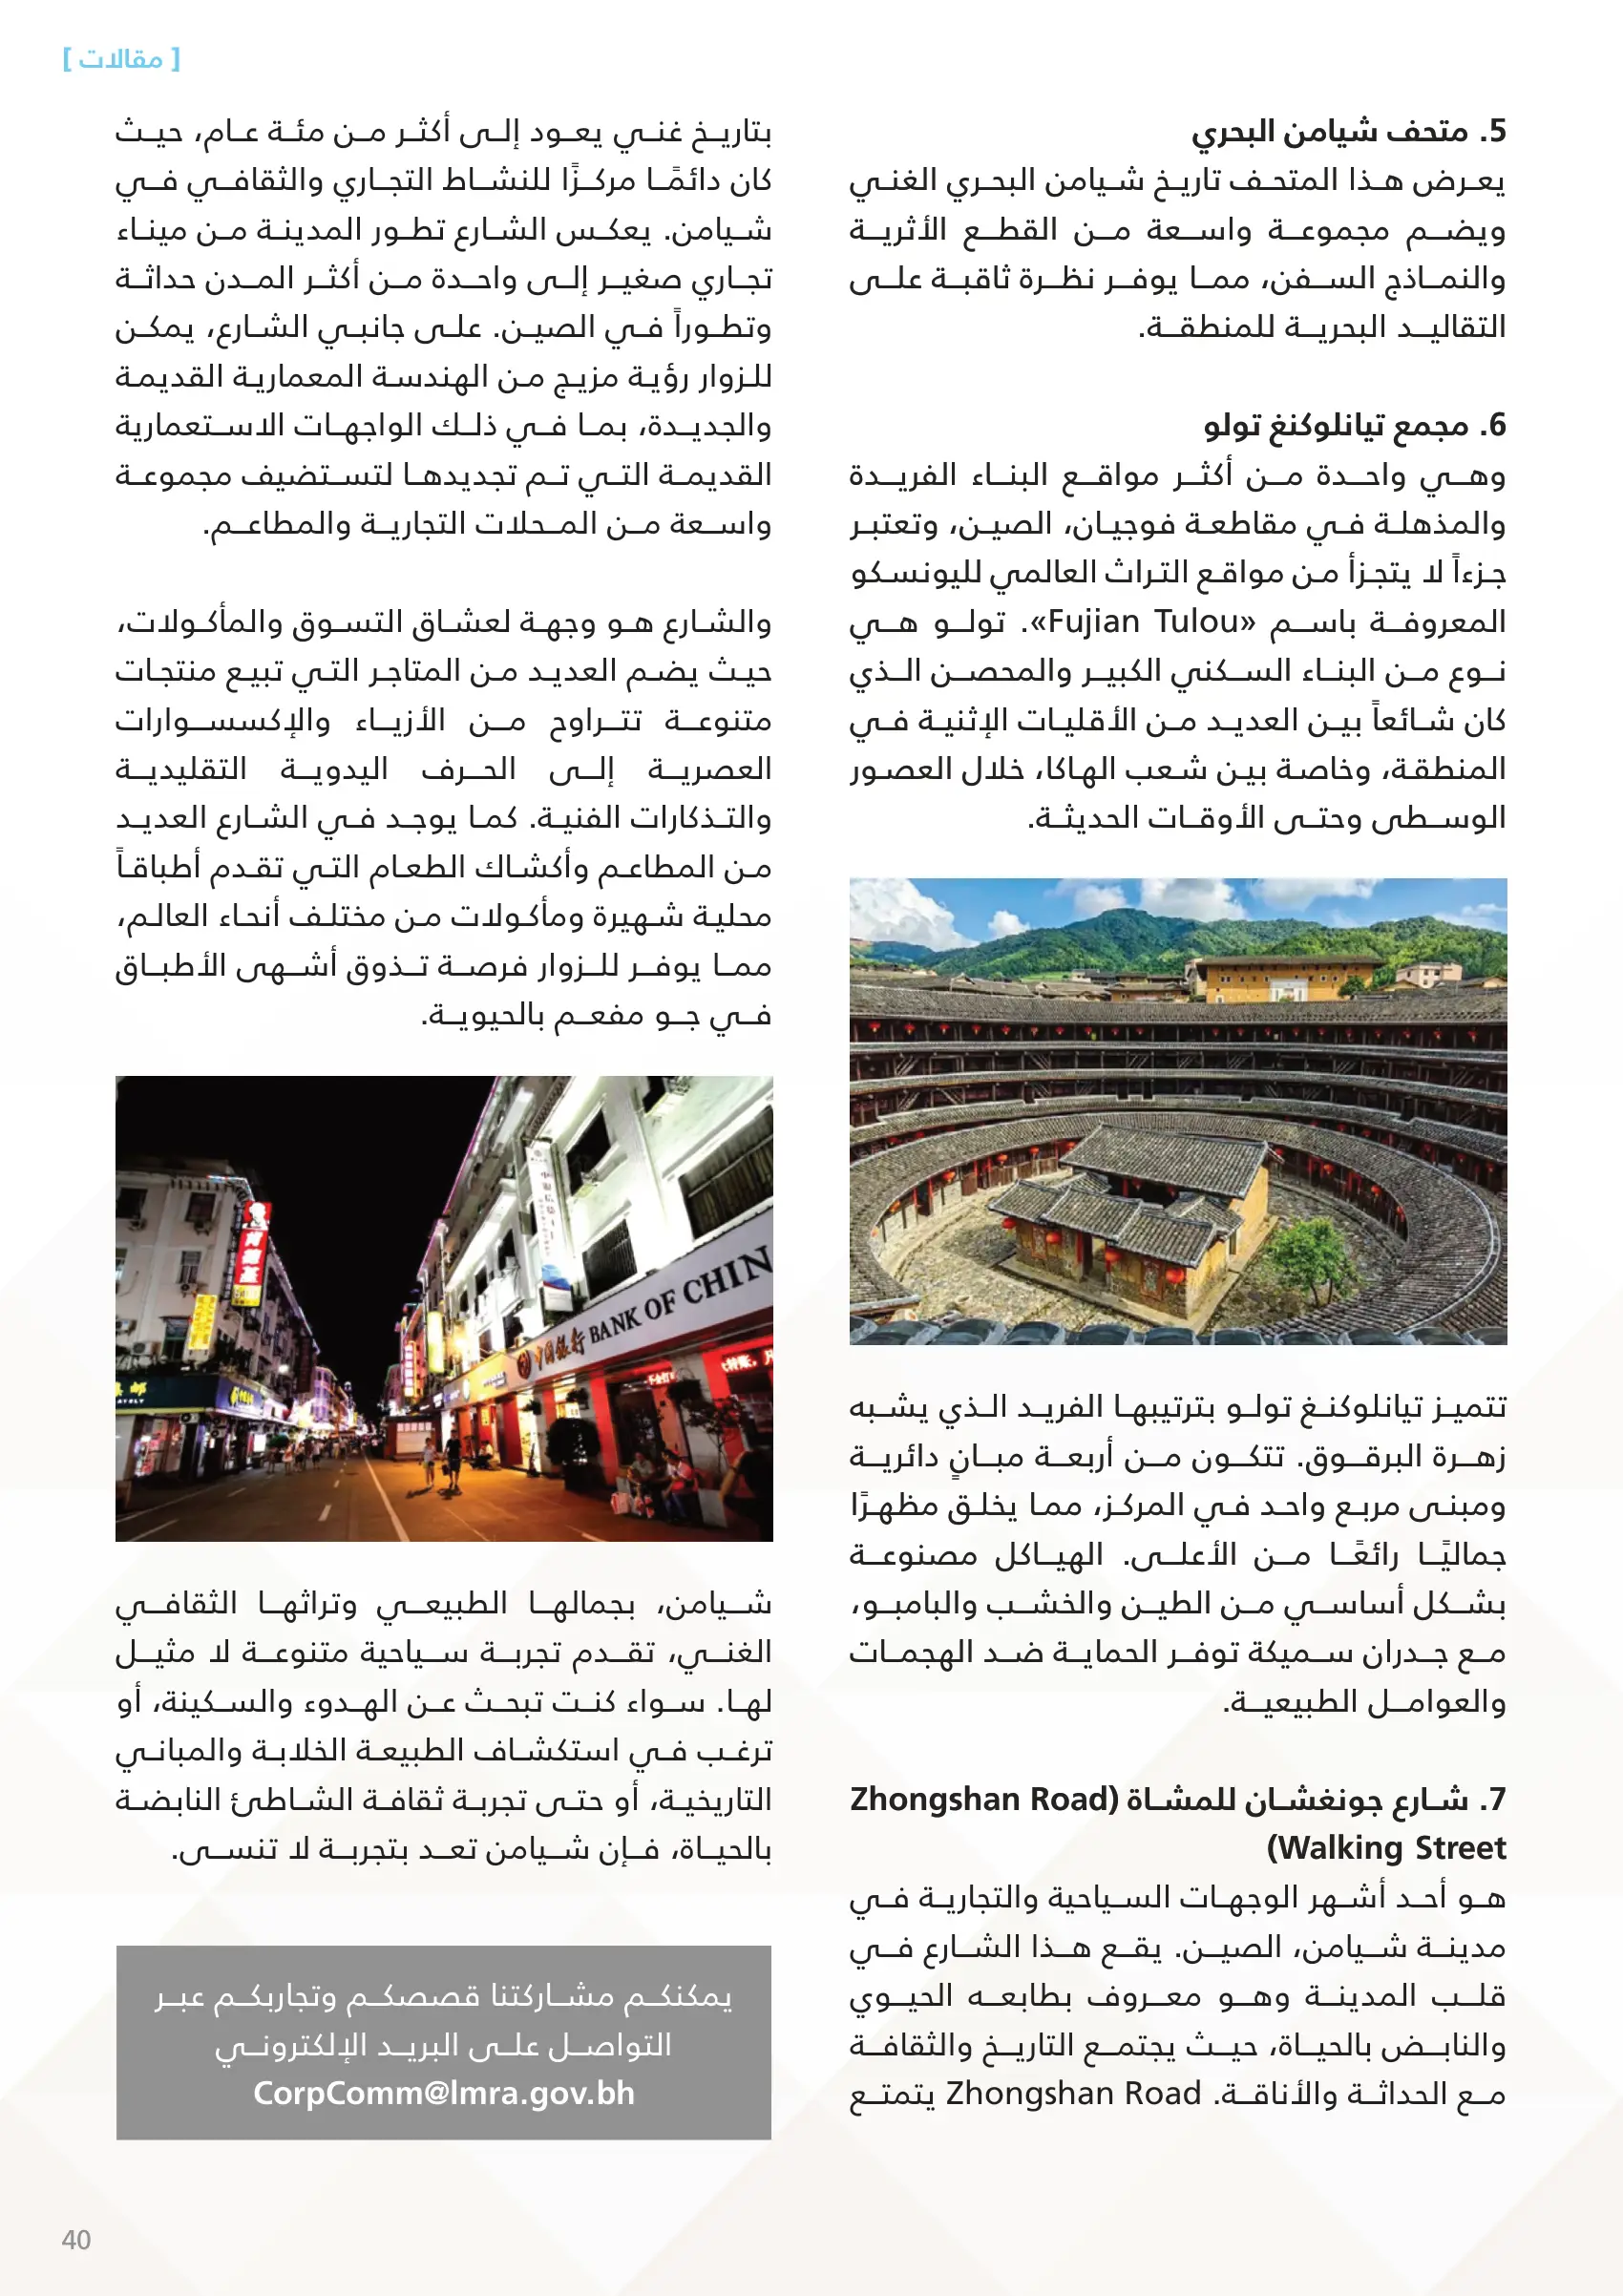 [ مقالات ]
5. متحف شيامن البحري
يعرض هذا المتحف تاريخ شيامن البحري الغني
ويضم مجموعة واسعة من القطع الأثرية
والنماذج السفن، مما يوفر نظرة ثاقبة على
التقاليد البحرية للمنطقة.
6. مجمع تيانلوكنغ تولو
وهي واحدة من أكثر مواقع البناء الفريدة
والمذهلة في مقاطعة فوجيان، الصين، وتعتبر
جزءاً لا يتجزأ من مواقع التراث العالمي لليونسكو
المعروفة باسم «Fujian Tulou». تولو هي
نوع من البناء السكني الكبير والمحصن الذي
كان شائعاً بين العديد من الأقليات الإثنية في
المنطقة، وخاصة بين شعب الهاكا، خلال العصور
الوسطى وحتى الأوقات الحديثة.
تتميز تيانلوكنغ تولو بترتيبها الفريد الذي يشبه
زهرة البرقوق. تتكون من أربعة مبانٍ دائرية
ومبنى مربع واحد في المركز، مما يخلق مظهرًا
جماليًا رائعًا من الأعلى. الهياكل مصنوعة
بشكل أساسي من الطين والخشب والبامبو،
مع جدران سميكة توفر الحماية ضد الهجمات
والعوامل الطبيعية.
7. شارع جونغشان للمشاة (Zhongshan Road
Walking Street)
هو أحد أشهر الوجهات السياحية والتجارية في
مدينة شيامن، الصين. يقع هذا الشارع في
قلب المدينة وهو معروف بطابعه الحيوي
والنابض بالحياة، حيث يجتمع التاريخ والثقافة
مع الحداثة والأناقة. Zhongshan Road يتمتع
بتاريخ غني يعود إلى أكثر من مئة عام، حيث
كان دائمًا مركزًا للنشاط التجاري والثقافي في
شيامن. يعكس الشارع تطور المدينة من ميناء
تجاري صغير إلى واحدة من أكثر المدن حداثة
وتطوراً في الصين. على جانبي الشارع، يمكن
للزوار رؤية مزيج من الهندسة المعمارية القديمة
والجديدة، بما في ذلك الواجهات الاستعمارية
القديمة التي تم تجديدها لتستضيف مجموعة
واسعة من المحلات التجارية والمطاعم.
والشارع هو وجهة لعشاق التسوق والمأكولات،
حيث يضم العديد من المتاجر التي تبيع منتجات
متنوعة تتراوح من الأزياء والإكسسوارات
العصرية إلى الحرف اليدوية التقليدية
والتذكارات الفنية. كما يوجد في الشارع العديد
من المطاعم وأكشاك الطعام التي تقدم أطباقاً
محلية شهيرة ومأكولات من مختلف أنحاء العالم،
مما يوفر للزوار فرصة تذوق أشهى الأطباق
في جو مفعم بالحيوية.
肯德基
中国银行 BANK OF CHIN
شيامن، بجمالها الطبيعي وتراثها الثقافي
الغني، تقدم تجربة سياحية متنوعة لا مثيل
لها. سواء كنت تبحث عن الهدوء والسكينة، أو
ترغب في استكشاف الطبيعة الخلابة والمباني
التاريخية، أو حتى تجربة ثقافة الشاطئ النابضة
بالحياة، فإن شيامن تعد بتجربة لا تنسى.
يمكنكم مشاركتنا قصصكم وتجاربكم عبر
التواصل على البريد الإلكتروني
CorpComm@lmra.gov.bh
40